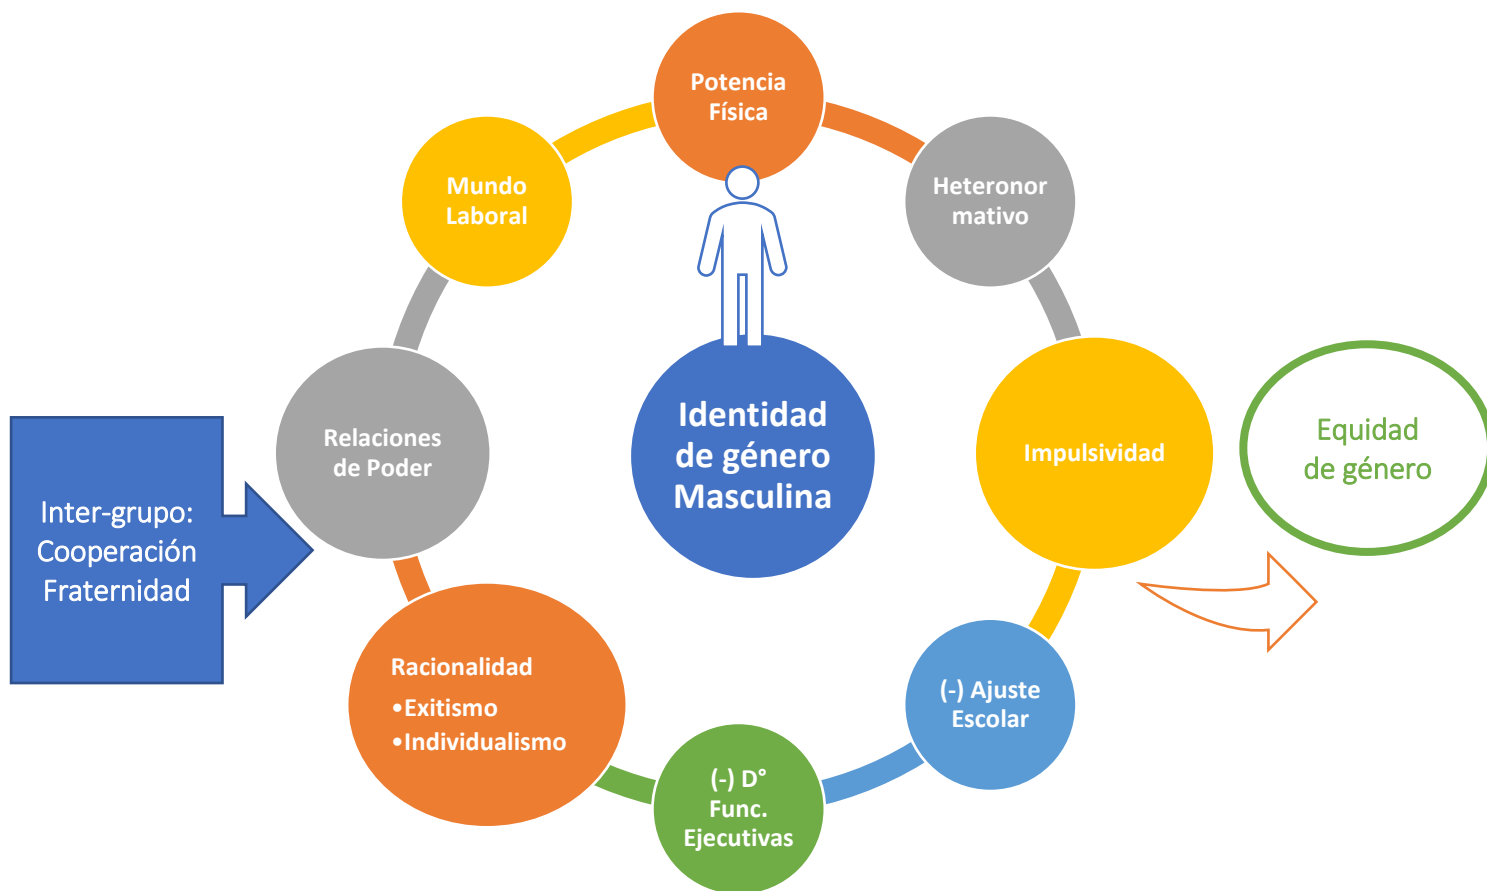 Potencia
Física
Mundo
Laboral
Heteronor
mativo
Relaciones
de Poder
Identidad
de género
Masculina
Impulsividad
Equidad
de género
Inter-grupo:
Cooperación
Fraternidad
Racionalidad
•Exitismo
•Individualismo
(-) Ajuste
Escolar
(-) D°
Func.
Ejecutivas